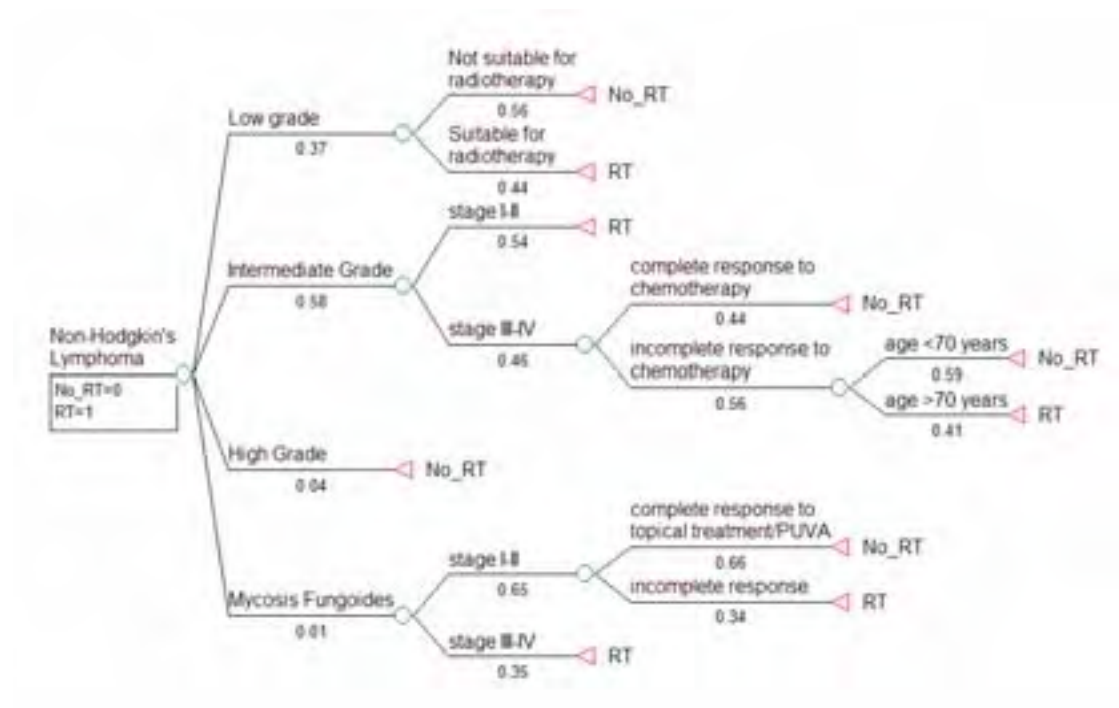 Not suitable for
radiotherapy
0.56
No_RT
Low grade
0.37
Suitable for
radiotherapy
0.44
RT
stage I-II
0.54
RT
Intermediate Grade
0.58
complete response to
chemotherapy
0.44
No_RT
stage III-IV
0.46
incomplete response to
chemotherapy
0.56
age <70 years
0.59
No_RT
age >70 years
0.41
RT
Non-Hodgkin's
Lymphoma
No_RT=0
RT=1
High Grade
0.04
No_RT
complete response to
topical treatment/PUVA
0.66
No_RT
stage I-II
0.65
incomplete response
0.34
RT
Mycosis Fungoides
0.01
stage III-IV
0.35
RT